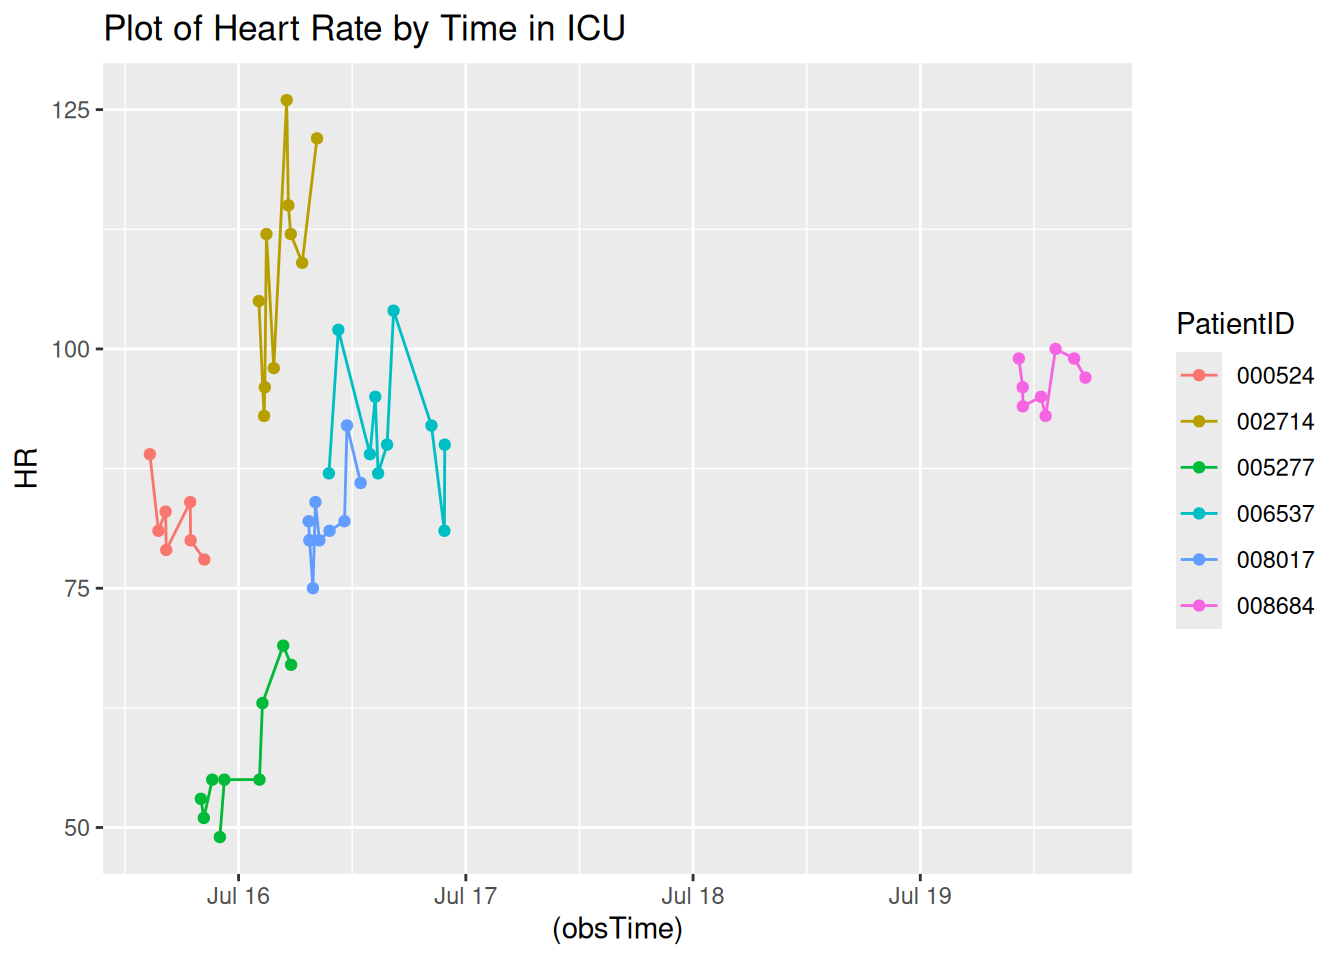 Plot of Heart Rate by Time in ICU
125
100
75
50
HR
Jul 16
Jul 17
Jul 18
Jul 19
(obsTime)
PatientID
000524
002714
005277
006537
008017
008684